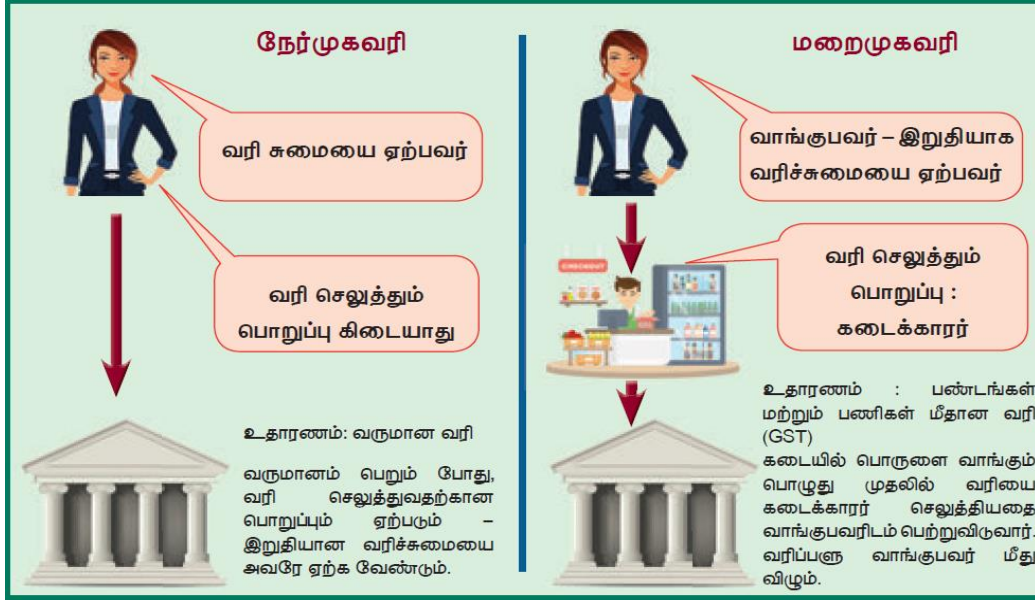 நேர்முகவரி
வரி சுமையை ஏற்பவர்
வரி செலுத்தும்
பொறுப்பு கிடையாது
உதாரணம்: வருமான வரி
வருமானம் பெறும் போது,
வரி செலுத்துவதற்கான
பொறுப்பும் ஏற்படும் –
இறுதியான வரிச்சுமையை
அவரே ஏற்க வேண்டும்.
மறைமுகவரி
வாங்குபவர் – இறுதியாக
வரிச்சுமையை ஏற்பவர்
CHECKOUT
வரி செலுத்தும்
பொறுப்பு :
கடைக்காரர்
உதாரணம் : பண்டங்கள்
மற்றும் பணிகள் மீதான வரி
(GST)
கடையில் பொருளை வாங்கும்
பொழுது முதலில் வரியை
கடைக்காரர் செலுத்தியதை
வாங்குபவரிடம் பெற்றுவிடுவார்.
வரிப்பளு வாங்குபவர் மீது
விழும்.